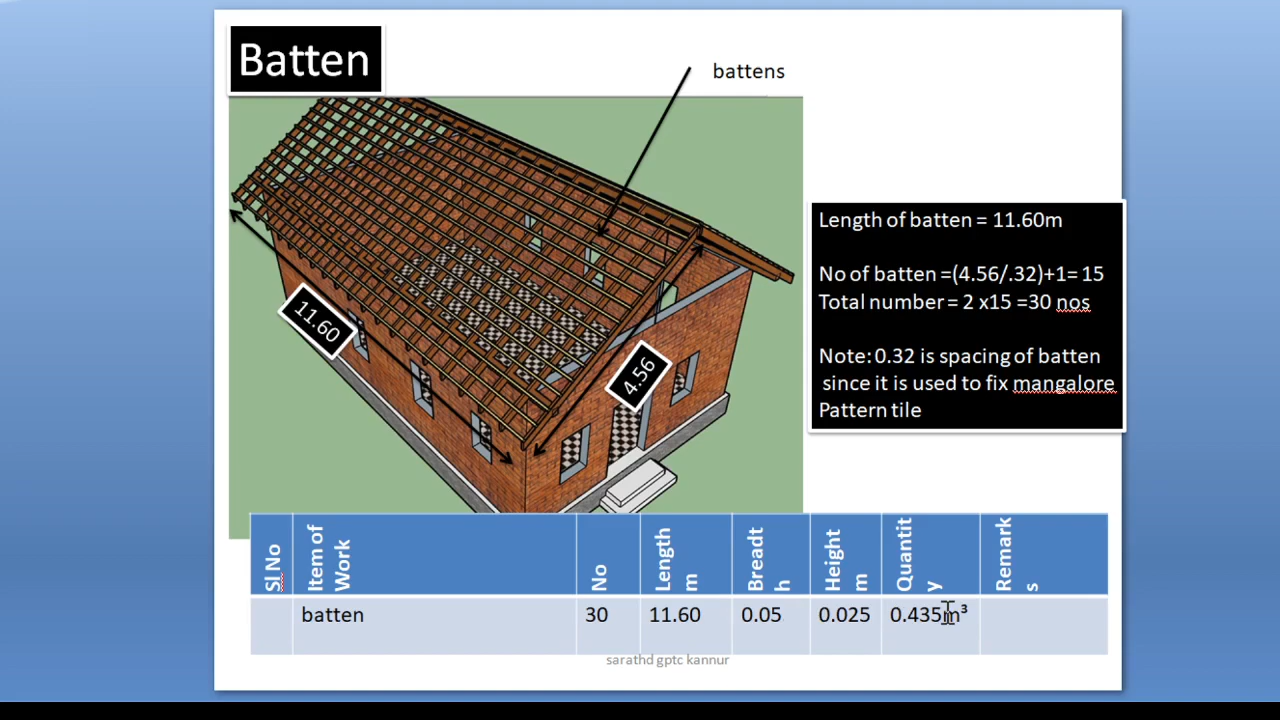 Batten
battens
11.60
4.56
Length of batten = 11.60m
No of batten =(4.56/.32)+1= 15
Total number = 2 x15 =30 nos
Note: 0.32 is spacing of batten
since it is used to fix mangalore
Pattern tile
Sl No Item of Work No Length m Breadth Height m Quantity Remarks
batten 30 11.60 0.05 0.025 0.435m³
sarathd gptc kannur